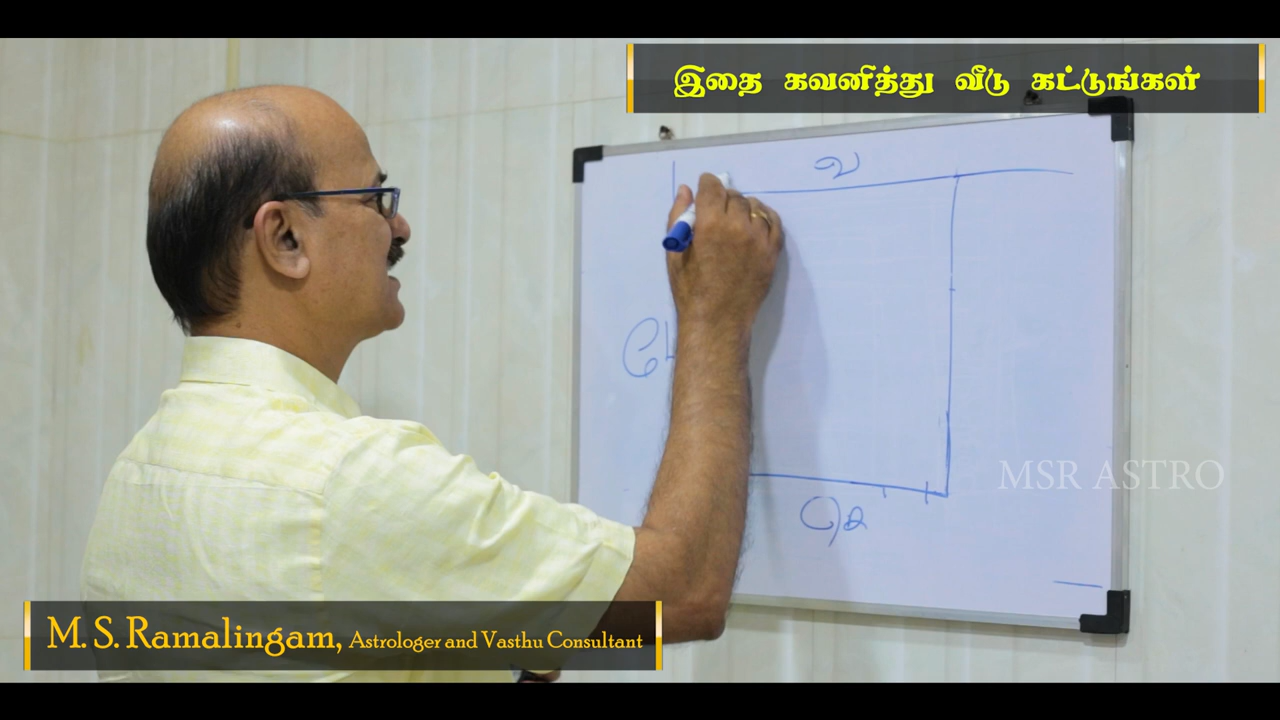 இதை கவனித்து வீடு கட்டுங்கள்
வ
மே
தெ
MSR ASTRO
M. S. Ramalingam, Astrologer and Vasthu Consultant